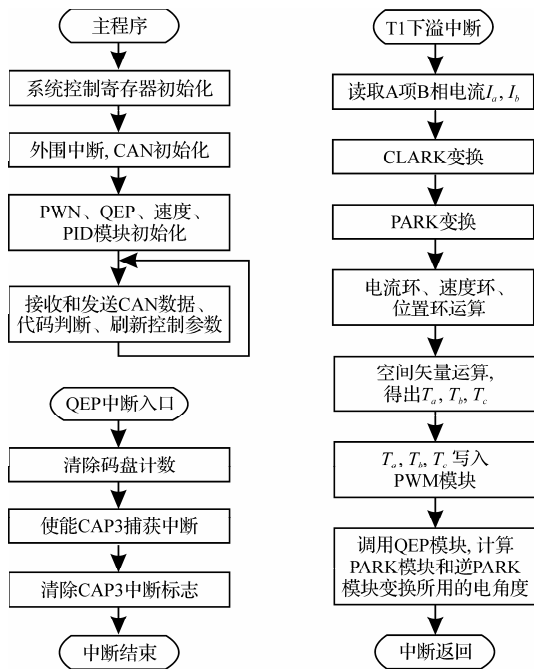 主程序
系统控制寄存器初始化
外围中断, CAN初始化
PWN、QEP、速度、
PID模块初始化
接收和发送CAN数据、
代码判断、刷新控制参数
QEP中断入口
清除码盘计数
使能CAP3捕获中断
清除CAP3中断标志
中断结束
T1下溢中断
读取A项B相电流Ia, Ib
CLARK变换
PARK变换
电流环、速度环、
位置环运算
空间矢量运算,
得出Ta, Tb, Tc
Ta, Tb, Tc 写入
PWM模块
调用QEP模块, 计算
PARK模块和逆PARK
模块变换所用的电角度
中断返回